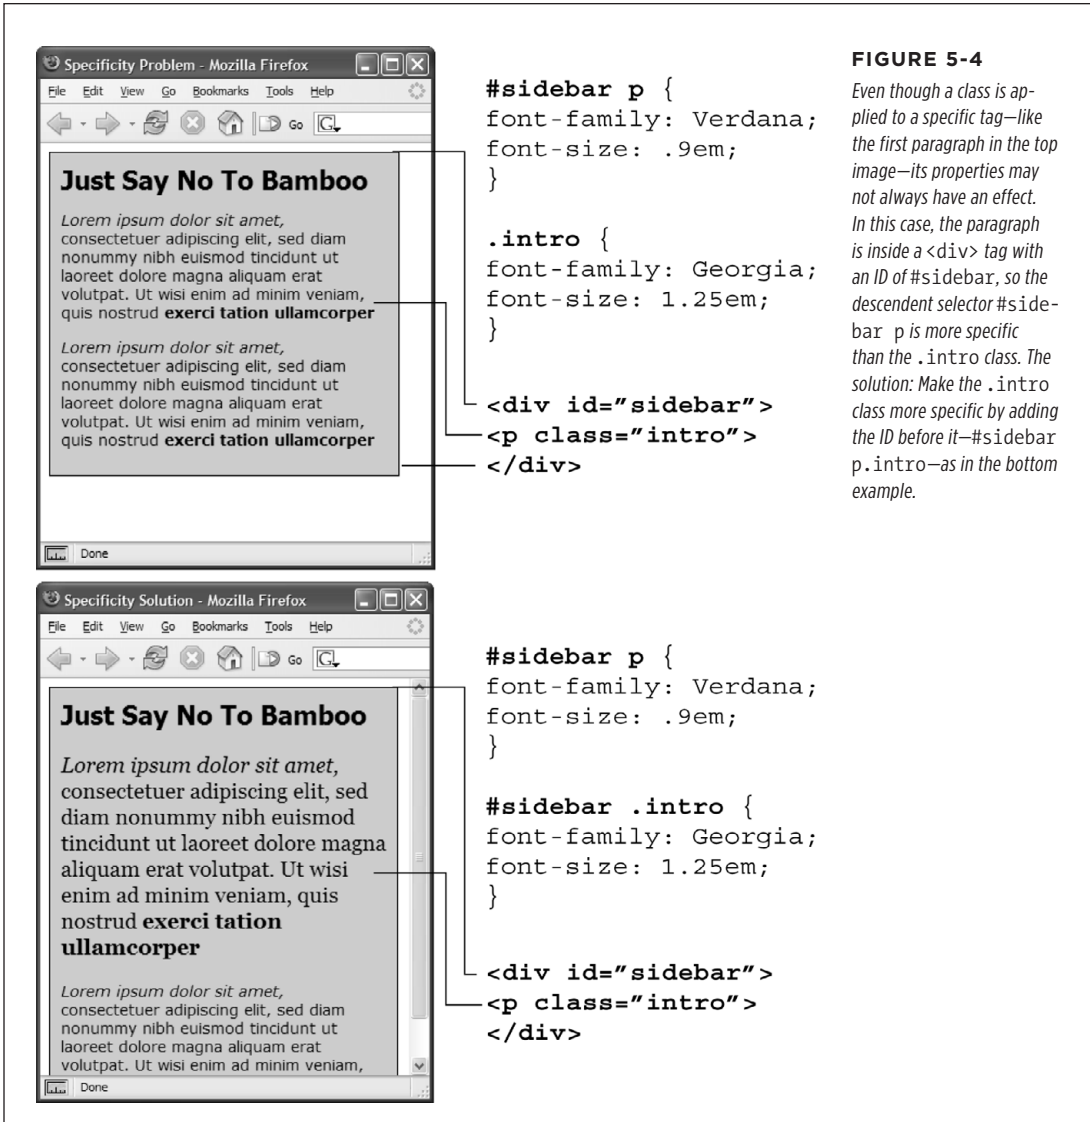 Specificity Problem - Mozilla Firefox
File Edit View Go Bookmarks Tools Help
Go G
Just Say No To Bamboo
Lorem ipsum dolor sit amet,
consectetuer adipiscing elit, sed diam
nonummy nibh euismod tincidunt ut
laoreet dolore magna aliquam erat
volutpat. Ut wisi enim ad minim veniam,
quis nostrud exerci tation ullamcorper
Lorem ipsum dolor sit amet,
consectetuer adipiscing elit, sed diam
nonummy nibh euismod tincidunt ut
laoreet dolore magna aliquam erat
volutpat. Ut wisi enim ad minim veniam,
quis nostrud exerci tation ullamcorper
Done
#sidebar p {
font-family: Verdana;
font-size: .9em;
}
.intro {
font-family: Georgia;
font-size: 1.25em;
}
<div id="sidebar">
<p class="intro">
</div>
FIGURE 5-4
Even though a class is ap-
plied to a specific tag—like
the first paragraph in the top
image—its properties may
not always have an effect.
In this case, the paragraph
is inside a <div> tag with
an ID of #sidebar, so the
descendent selector #side-
bar p is more specific
than the .intro class. The
solution: Make the .intro
class more specific by adding
the ID before it—#sidebar
p.intro—as in the bottom
example.
Specificity Solution - Mozilla Firefox
File Edit View Go Bookmarks Tools Help
Go G
Just Say No To Bamboo
Lorem ipsum dolor sit amet,
consectetuer adipiscing elit, sed
diam nonummy nibh euismod
tincidunt ut laoreet dolore magna
aliquam erat volutpat. Ut wisi
enim ad minim veniam, quis
nostrud exerci tation
ullamcorper
Lorem ipsum dolor sit amet,
consectetuer adipiscing elit, sed diam
nonummy nibh euismod tincidunt ut
laoreet dolore magna aliquam erat
volutpat. Ut wisi enim ad minim veniam,
Done
#sidebar p {
font-family: Verdana;
font-size: .9em;
}
#sidebar .intro {
font-family: Georgia;
font-size: 1.25em;
}
<div id="sidebar">
<p class="intro">
</div>